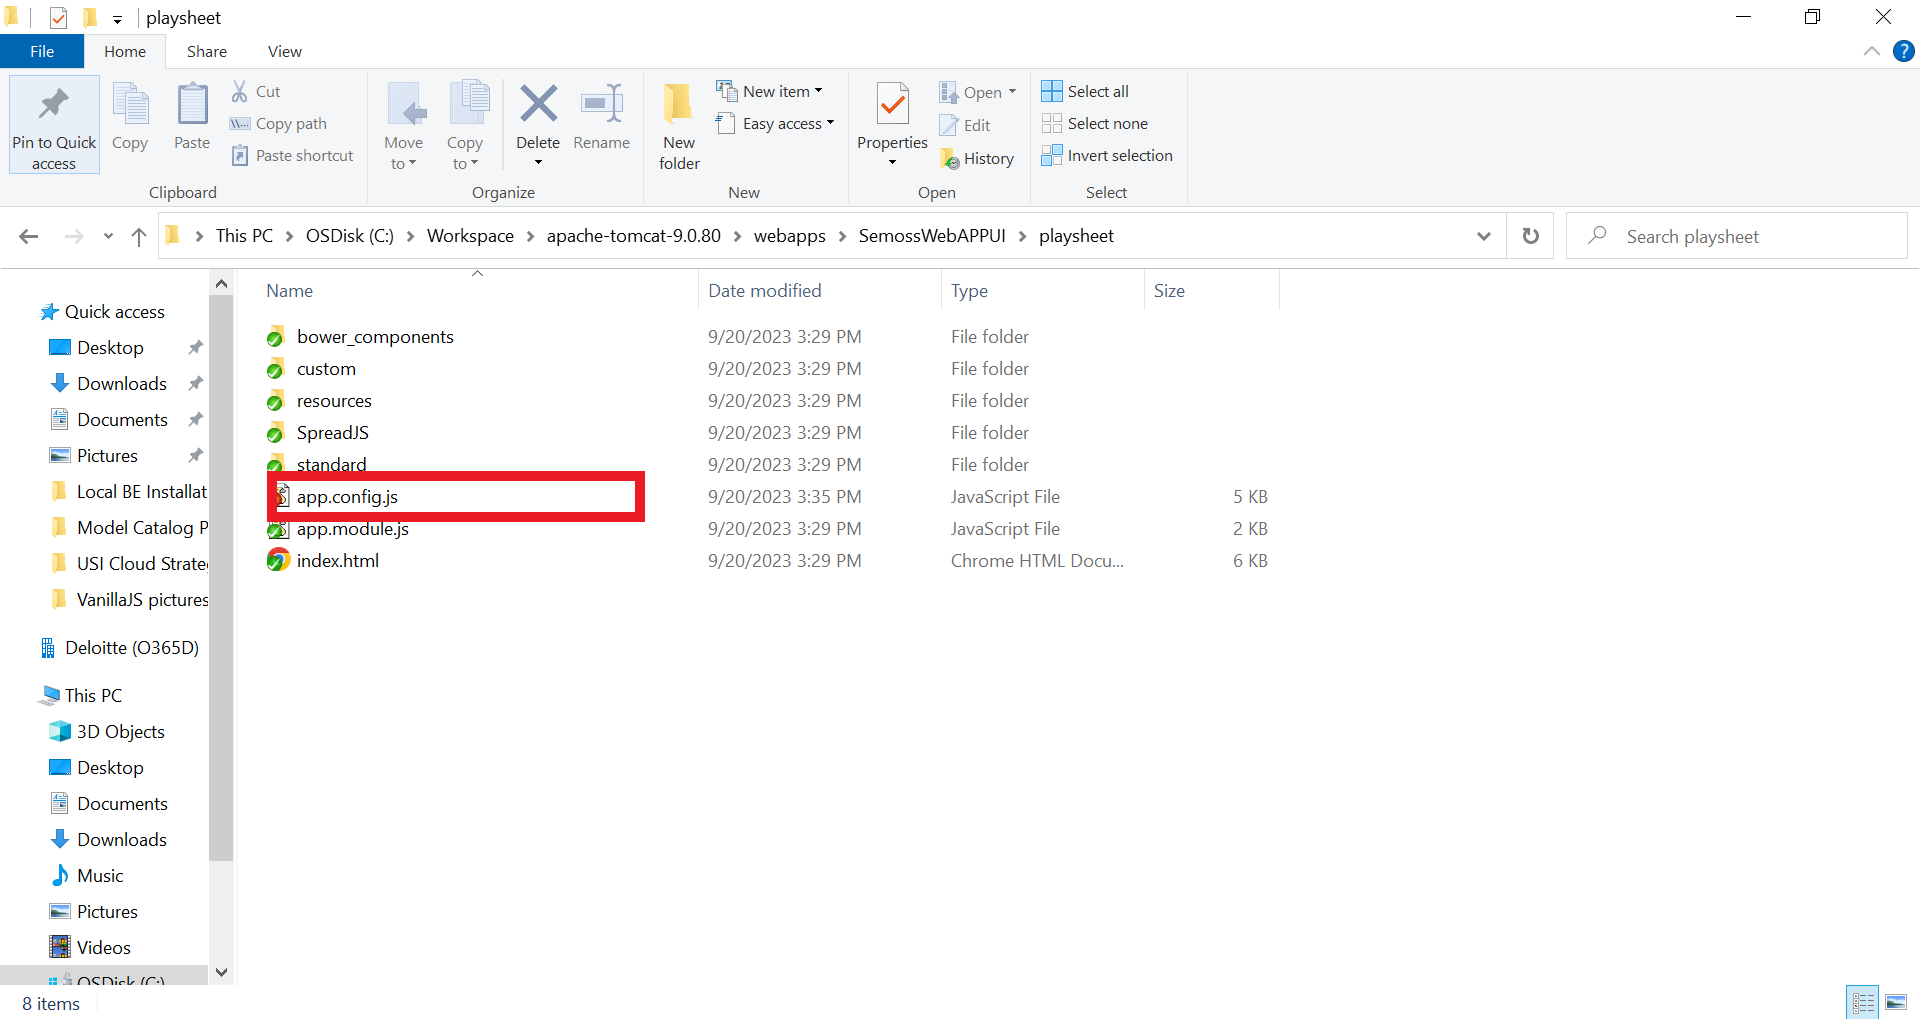 playsheet
File
Home
Share
View
Pin to Quick access
Copy
Paste
Cut
Copy path
Paste shortcut
Clipboard
Move to
Copy to
Delete
Rename
Organize
New folder
New item
Easy access
New
Properties
Open
Edit
History
Open
Select all
Select none
Invert selection
Select
This PC > OSDisk (C:) > Workspace > apache-tomcat-9.0.80 > webapps > SemossWebAPPUI > playsheet
Search playsheet
Quick access
Desktop
Downloads
Documents
Pictures
Local BE Installat
Model Catalog P
USI Cloud Strate
VanillaJS pictures
Deloitte (O365D)
This PC
3D Objects
Desktop
Documents
Downloads
Music
Pictures
Videos
OSDisk (C:)
Name Date modified Type Size
bower_components 9/20/2023 3:29 PM File folder
custom 9/20/2023 3:29 PM File folder
resources 9/20/2023 3:29 PM File folder
SpreadJS 9/20/2023 3:29 PM File folder
standard 9/20/2023 3:29 PM File folder
app.config.js 9/20/2023 3:35 PM JavaScript File 5 KB
app.module.js 9/20/2023 3:29 PM JavaScript File 2 KB
index.html 9/20/2023 3:29 PM Chrome HTML Docu... 6 KB
8 items